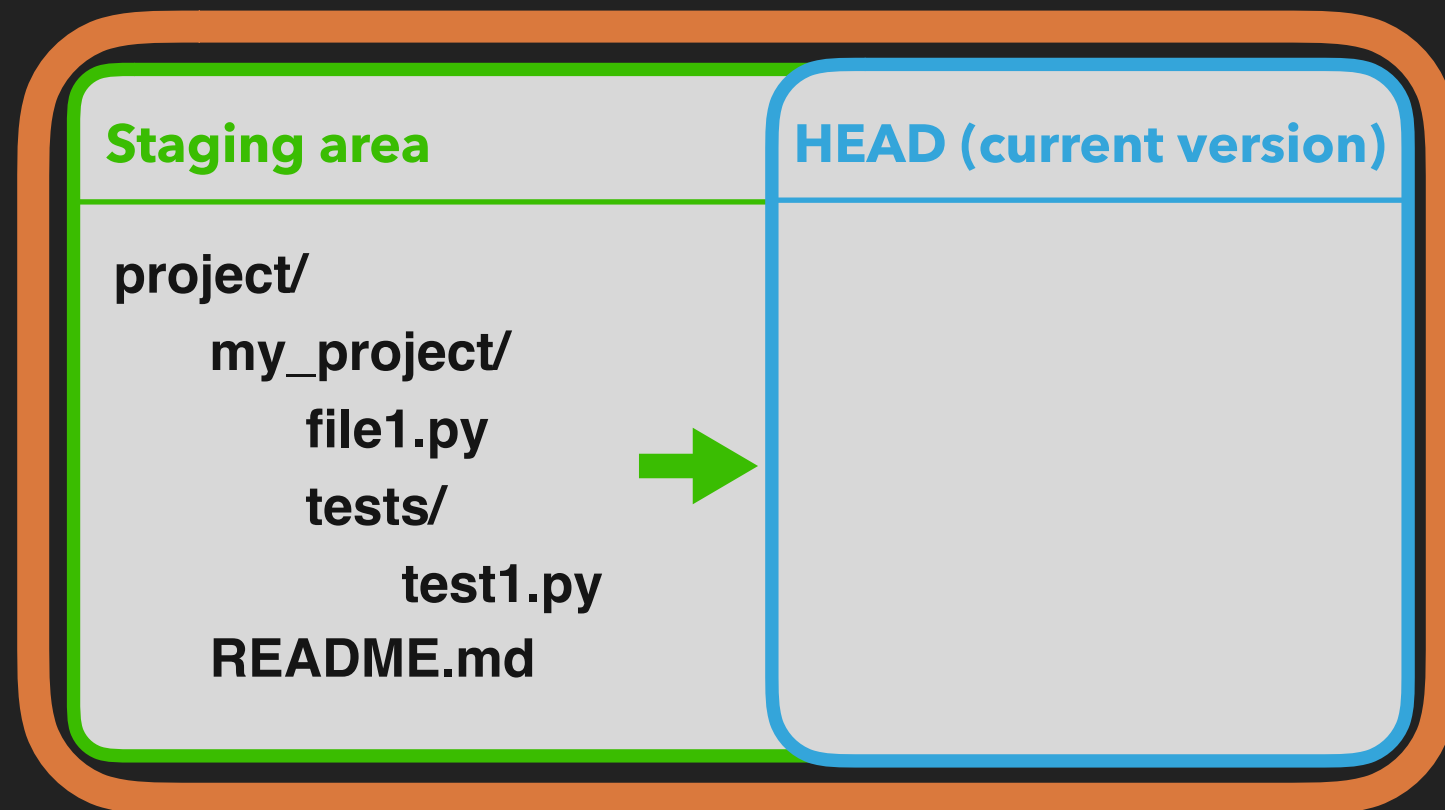 Staging area
HEAD (current version)
project/
my_project/
file1.py
tests/
test1.py
README.md